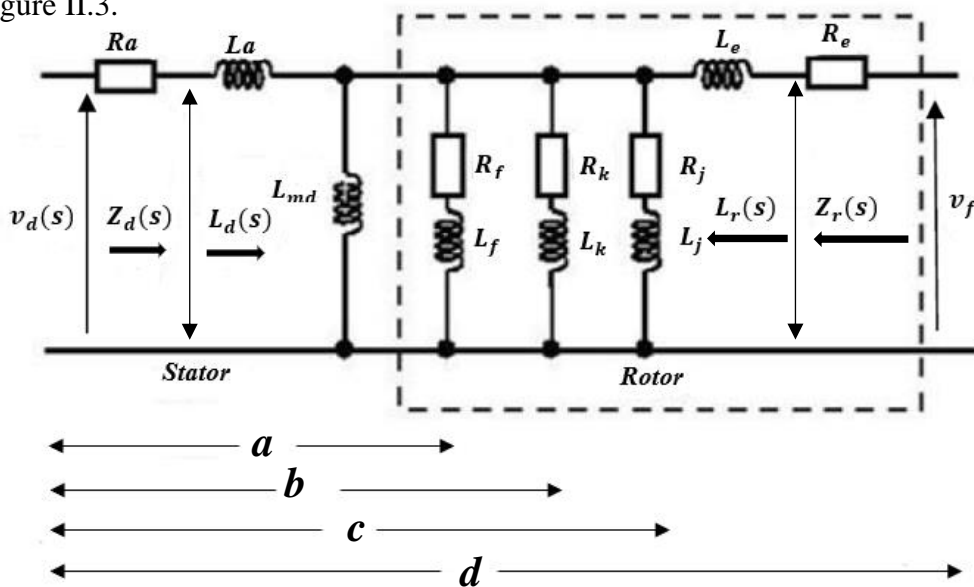 gure II.3.
Ra La Le Re
Rf Rk Rj
Lmd
vd(s) Zd(s) Ld(s) Lf Lk Lj Lr(s) Zr(s) vf
Stator Rotor
a
b
c
d